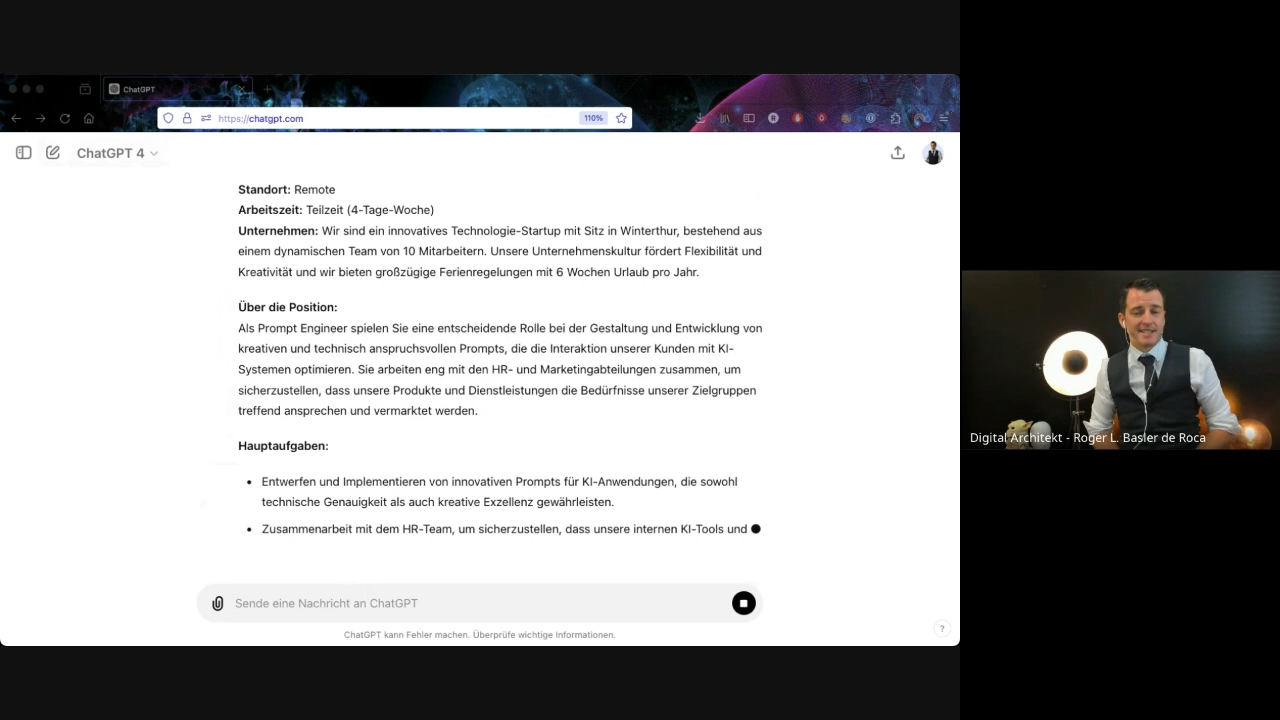 ChatGPT
https://chatgpt.com
110%
ChatGPT 4
Standort: Remote
Arbeitszeit: Teilzeit (4-Tage-Woche)
Unternehmen: Wir sind ein innovatives Technologie-Startup mit Sitz in Winterthur, bestehend aus
einem dynamischen Team von 10 Mitarbeitern. Unsere Unternehmenskultur fördert Flexibilität und
Kreativität und wir bieten großzügige Ferienregelungen mit 6 Wochen Urlaub pro Jahr.
Über die Position:
Als Prompt Engineer spielen Sie eine entscheidende Rolle bei der Gestaltung und Entwicklung von
kreativen und technisch anspruchsvollen Prompts, die die Interaktion unserer Kunden mit KI-
Systemen optimieren. Sie arbeiten eng mit den HR- und Marketingabteilungen zusammen, um
sicherzustellen, dass unsere Produkte und Dienstleistungen die Bedürfnisse unserer Zielgruppen
treffend ansprechen und vermarktet werden.
Hauptaufgaben:
• Entwerfen und Implementieren von innovativen Prompts für KI-Anwendungen, die sowohl
technische Genauigkeit als auch kreative Exzellenz gewährleisten.
• Zusammenarbeit mit dem HR-Team, um sicherzustellen, dass unsere internen KI-Tools und
Sende eine Nachricht an ChatGPT
ChatGPT kann Fehler machen. Überprüfe wichtige Informationen.
?
Digital Architekt - Roger L. Basler de Roca